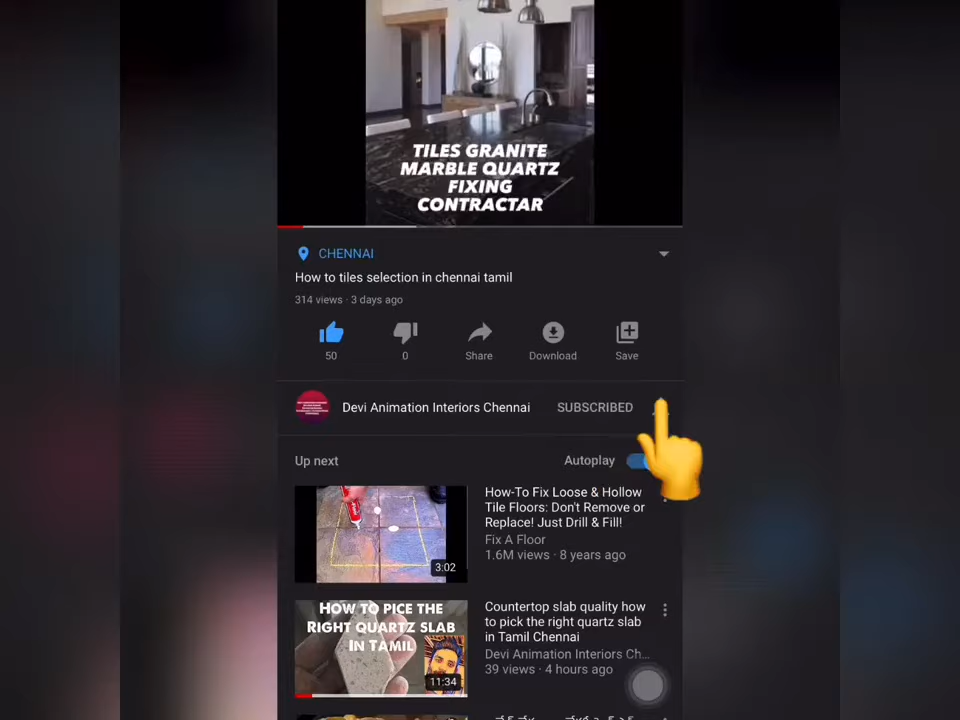 TILES GRANITE
MARBLE QUARTZ
FIXING
CONTRACTAR
CHENNAI
How to tiles selection in chennai tamil
314 views · 3 days ago
50
0
Share
Download
Save
Devi Animation Interiors Chennai
SUBSCRIBED
Up next
Autoplay
3:02
How-To Fix Loose & Hollow
Tile Floors: Don't Remove or
Replace! Just Drill & Fill!
Fix A Floor
1.6M views · 8 years ago
HOW TO PICE THE
RIGHT QUARTZ SLAB
IN TAMIL
11:34
Countertop slab quality how
to pick the right quartz slab
in Tamil Chennai
Devi Animation Interiors Ch...
39 views · 4 hours ago